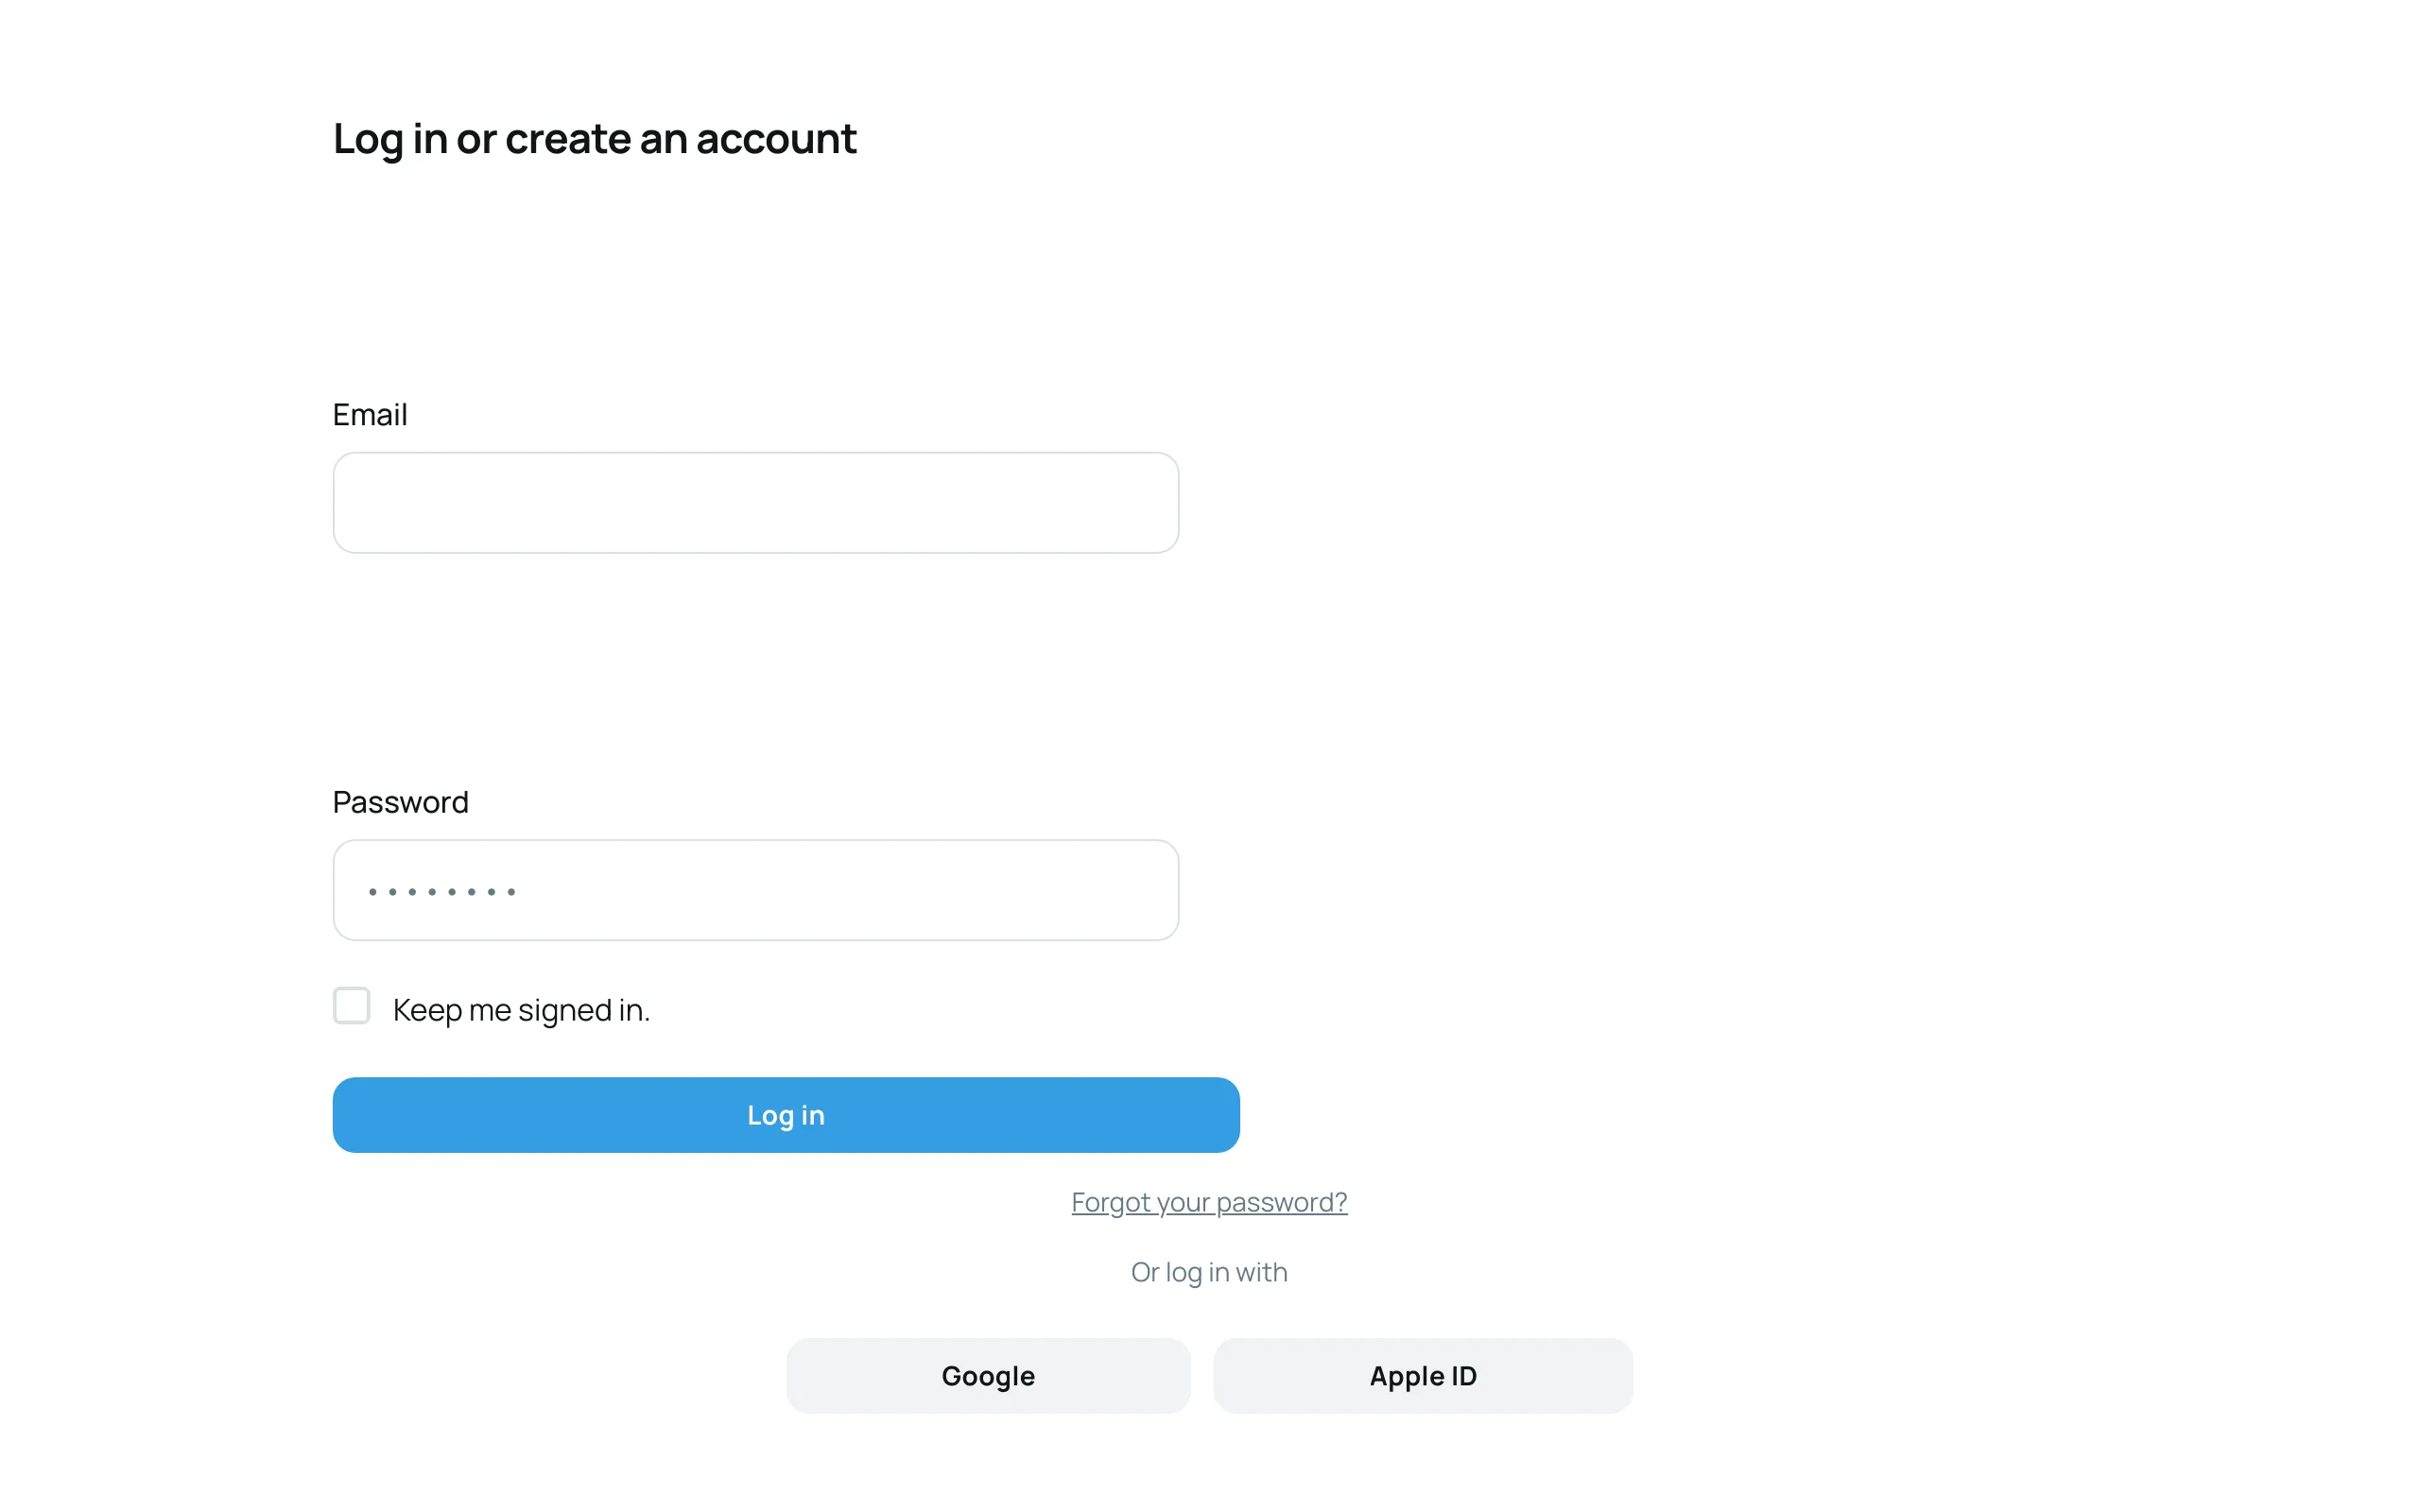 Log in or create an account
Email
Password
••••••••
Keep me signed in.
Log in
Forgot your password?
Or log in with
Google
Apple ID